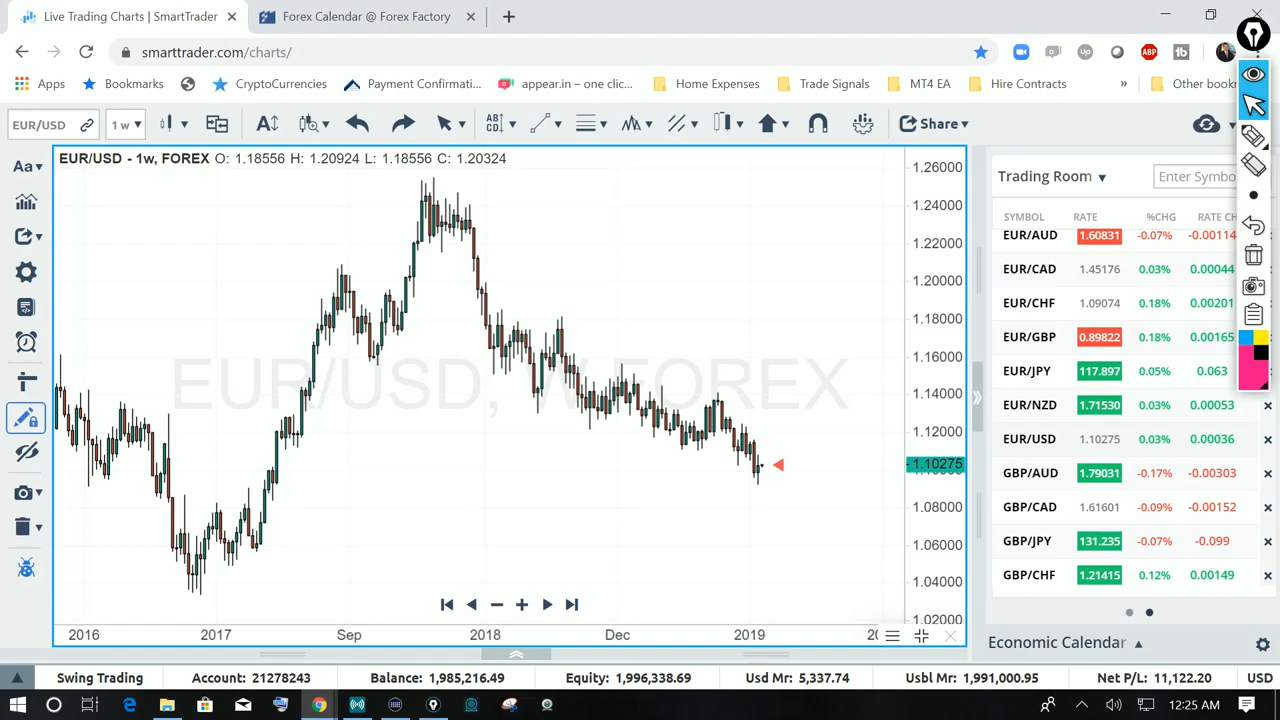 Live Trading Charts | SmartTrader
Forex Calendar @ Forex Factory
smarttrader.com/charts/
ABP
Apps
Bookmarks
CryptoCurrencies
Payment Confirmati...
appear.in – one clic...
Home Expenses
Trade Signals
MT4 EA
Hire Contracts
»
Other book
EUR/USD
1 w
Share
Aa
EUR/USD - 1w, FOREX O: 1.18556 H: 1.20924 L: 1.18556 C: 1.20324
1.26000
1.24000
1.22000
1.20000
1.18000
1.16000
1.14000
1.12000
1.10275
1.08000
1.06000
1.04000
1.02000
2016
2017
Sep
2018
Dec
2019
Trading Room
Enter Symbo
SYMBOL RATE %CHG RATE CH
EUR/AUD 1.60831 -0.07% -0.00114
EUR/CAD 1.45176 0.03% 0.00044
EUR/CHF 1.09074 0.18% 0.00201
EUR/GBP 0.89822 0.18% 0.00165
EUR/JPY 117.897 0.05% 0.063
EUR/NZD 1.71530 0.03% 0.00053
EUR/USD 1.10275 0.03% 0.00036
GBP/AUD 1.79031 -0.17% -0.00303
GBP/CAD 1.61601 -0.09% -0.00152
GBP/JPY 131.235 -0.07% -0.099
GBP/CHF 1.21415 0.12% 0.00149
Economic Calendar
Swing Trading
Account: 21278243
Balance: 1,985,216.49
Equity: 1,996,338.69
Usd Mr: 5,337.74
Usbl Mr: 1,991,000.95
Net P/L: 11,122.20
USD
12:25 AM